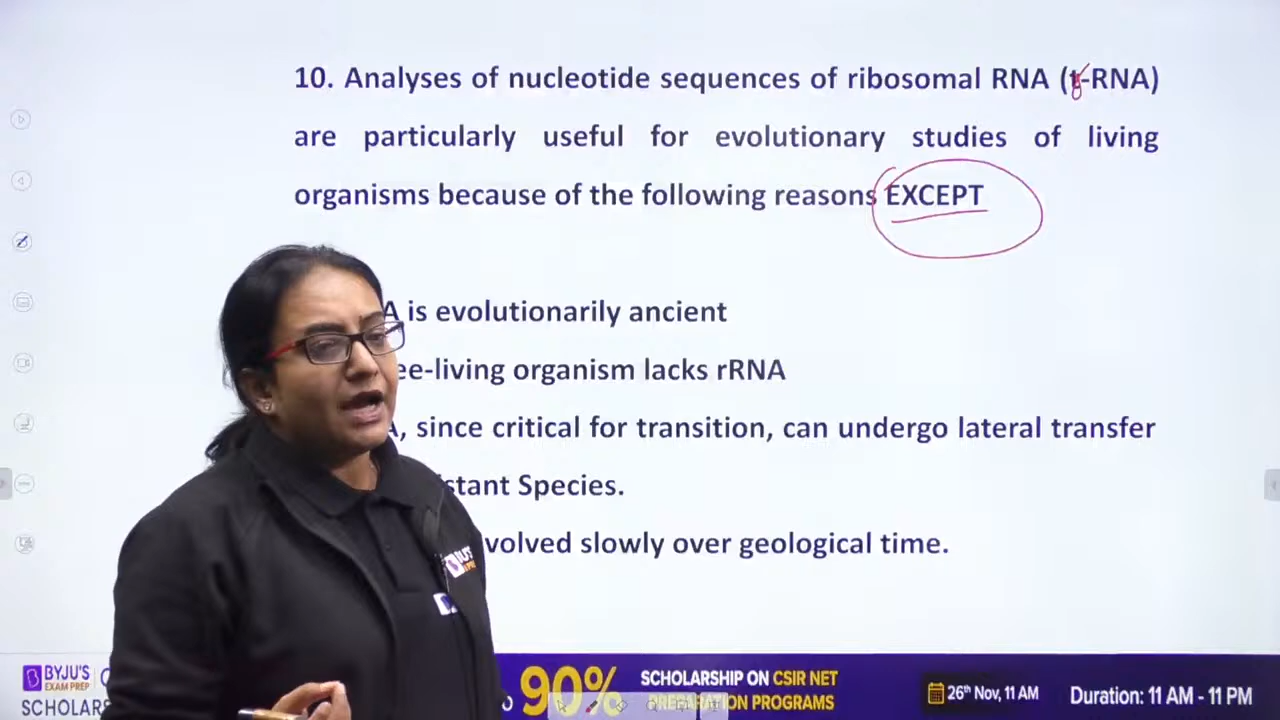 10. Analyses of nucleotide sequences of ribosomal RNA (r-RNA)
are particularly useful for evolutionary studies of living
organisms because of the following reasons EXCEPT
A is evolutionarily ancient
ee-living organism lacks rRNA
A, since critical for transition, can undergo lateral transfer
stant Species.
volved slowly over geological time.
BYJU'S
EXAM PREP
SCHOLARS
90%
SCHOLARSHIP ON CSIR NET
PREPARATION PROGRAMS
26th Nov, 11 AM
Duration: 11 AM - 11 PM